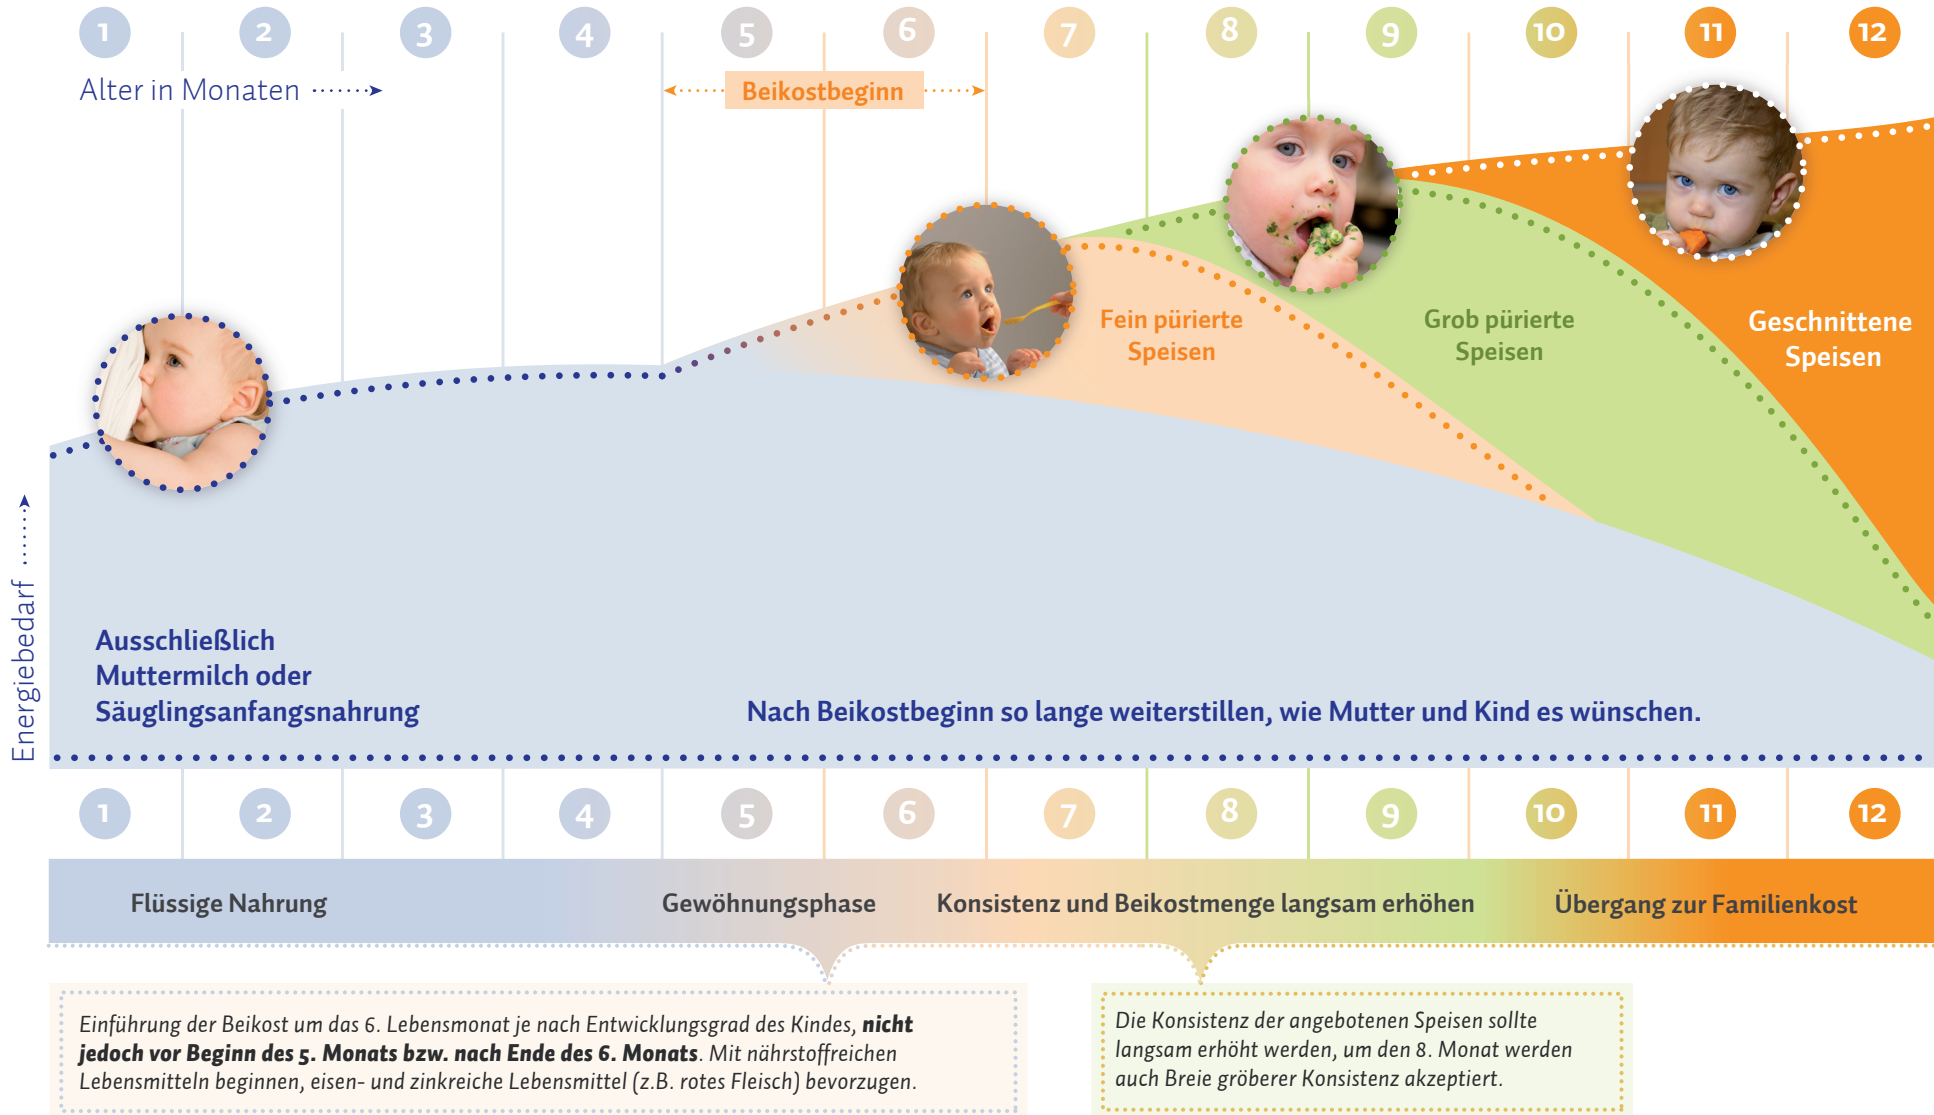 1 2 3 4 5 6 7 8 9 10 11 12
Alter in Monaten
Beikostbeginn
Fein pürierte
Speisen
Grob pürierte
Speisen
Geschnittene
Speisen
Energiebedarf
Ausschließlich
Muttermilch oder
Säuglingsanfangsnahrung
Nach Beikostbeginn so lange weiterstillen, wie Mutter und Kind es wünschen.
1 2 3 4 5 6 7 8 9 10 11 12
Flüssige Nahrung
Gewöhnungsphase
Konsistenz und Beikostmenge langsam erhöhen
Übergang zur Familienkost
Einführung der Beikost um das 6. Lebensmonat je nach Entwicklungsgrad des Kindes, nicht
jedoch vor Beginn des 5. Monats bzw. nach Ende des 6. Monats. Mit nährstoffreichen
Lebensmitteln beginnen, eisen- und zinkreiche Lebensmittel (z.B. rotes Fleisch) bevorzugen.
Die Konsistenz der angebotenen Speisen sollte
langsam erhöht werden, um den 8. Monat werden
auch Breie gröberer Konsistenz akzeptiert.